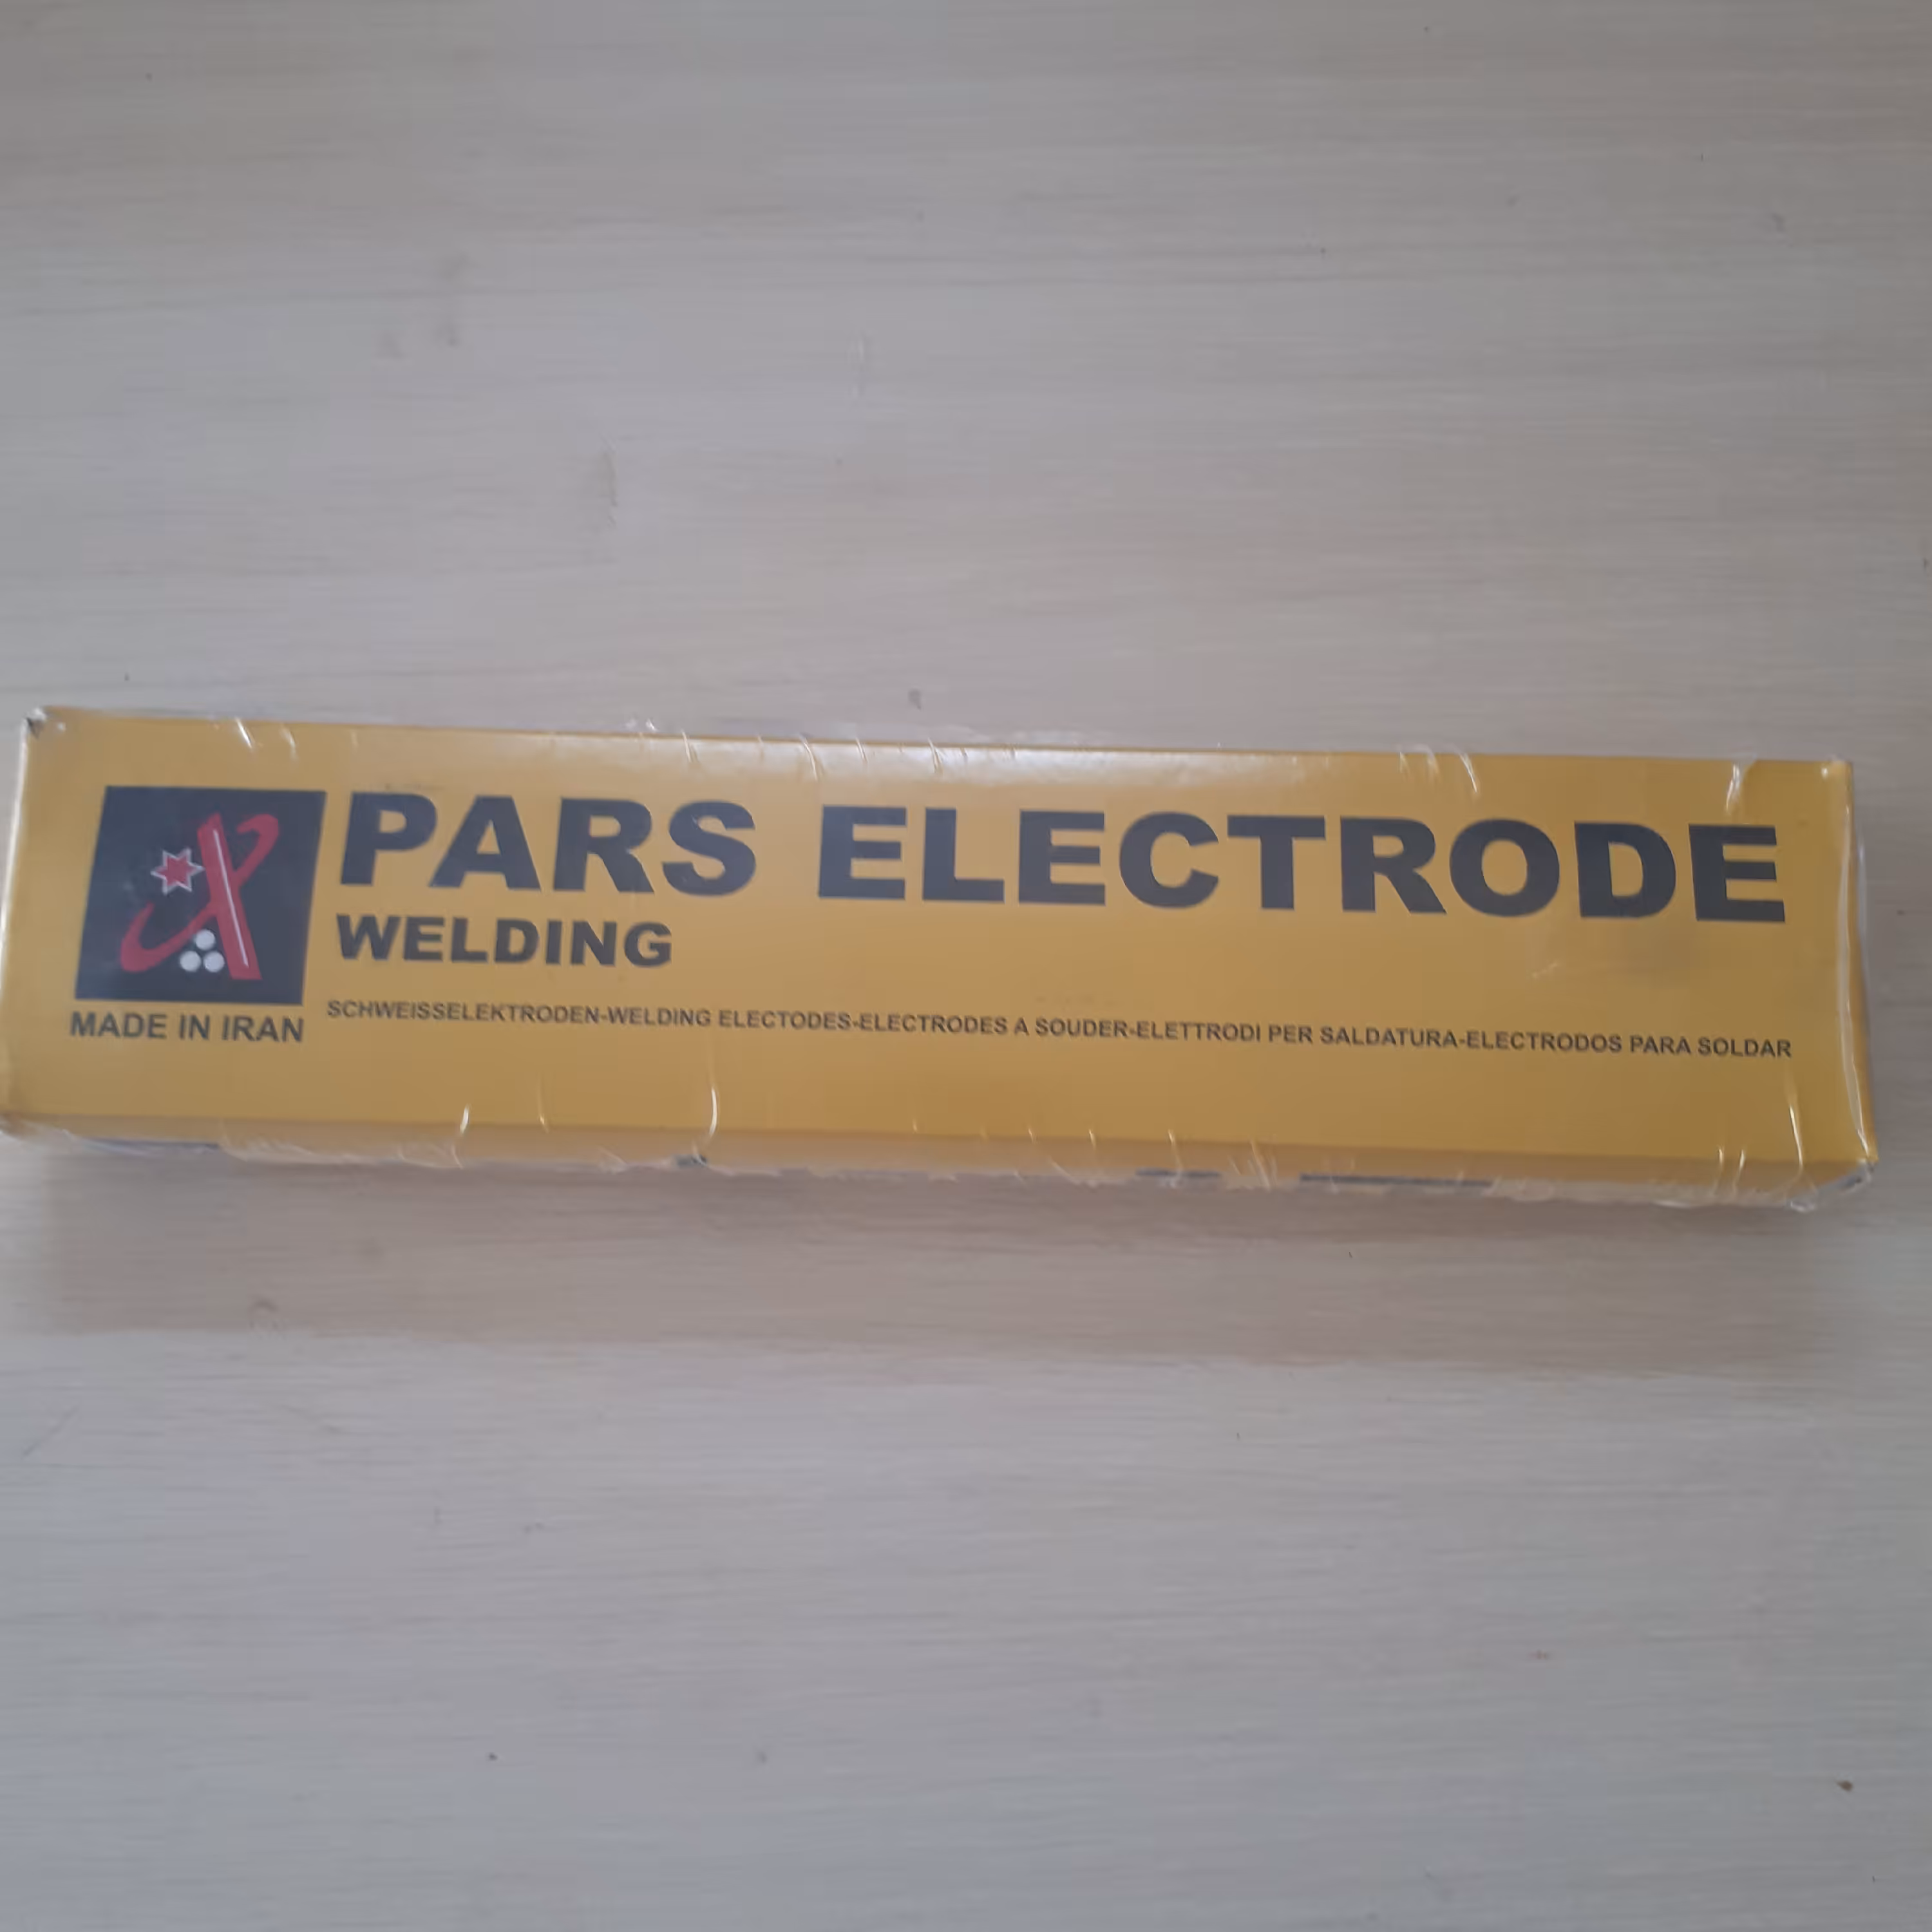 PARS ELECTRODE
WELDING
MADE IN IRAN
SCHWEISSELEKTRODEN-WELDING ELECTODES-ELECTRODES A SOUDER-ELETTRODI PER SALDATURA-ELECTRODOS PARA SOLDAR